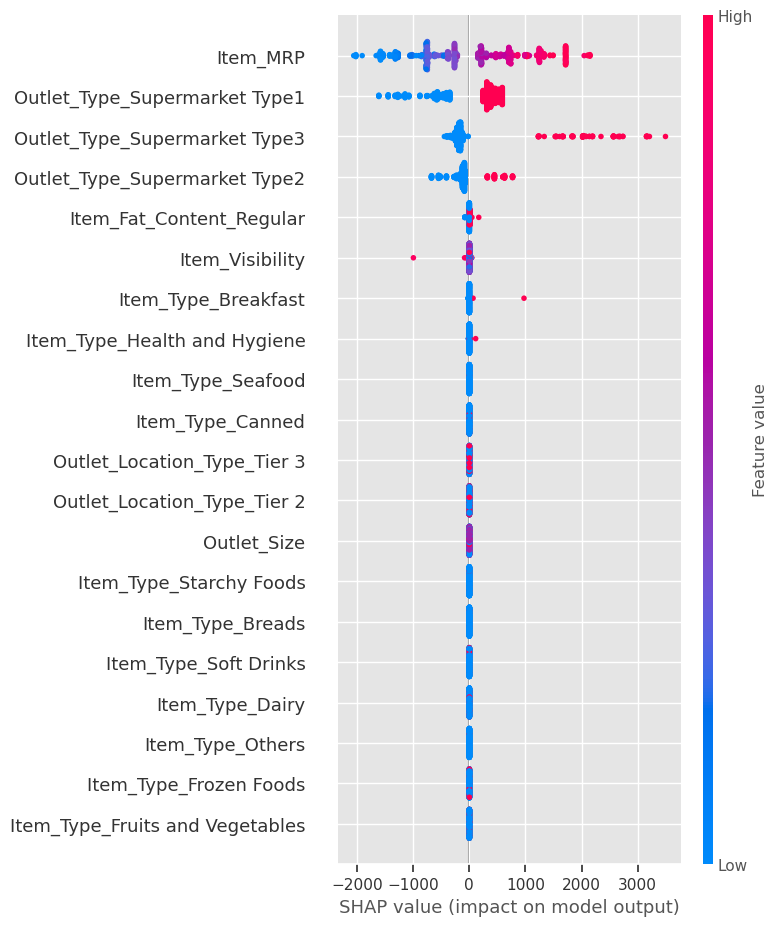 High
Item_MRP
Outlet_Type_Supermarket Type1
Outlet_Type_Supermarket Type3
Outlet_Type_Supermarket Type2
Item_Fat_Content_Regular
Item_Visibility
Item_Type_Breakfast
Item_Type_Health and Hygiene
Item_Type_Seafood
Item_Type_Canned
Outlet_Location_Type_Tier 3
Outlet_Location_Type_Tier 2
Outlet_Size
Item_Type_Starchy Foods
Item_Type_Breads
Item_Type_Soft Drinks
Item_Type_Dairy
Item_Type_Others
Item_Type_Frozen Foods
Item_Type_Fruits and Vegetables
Feature value
Low
−2000 −1000 0 1000 2000 3000
SHAP value (impact on model output)